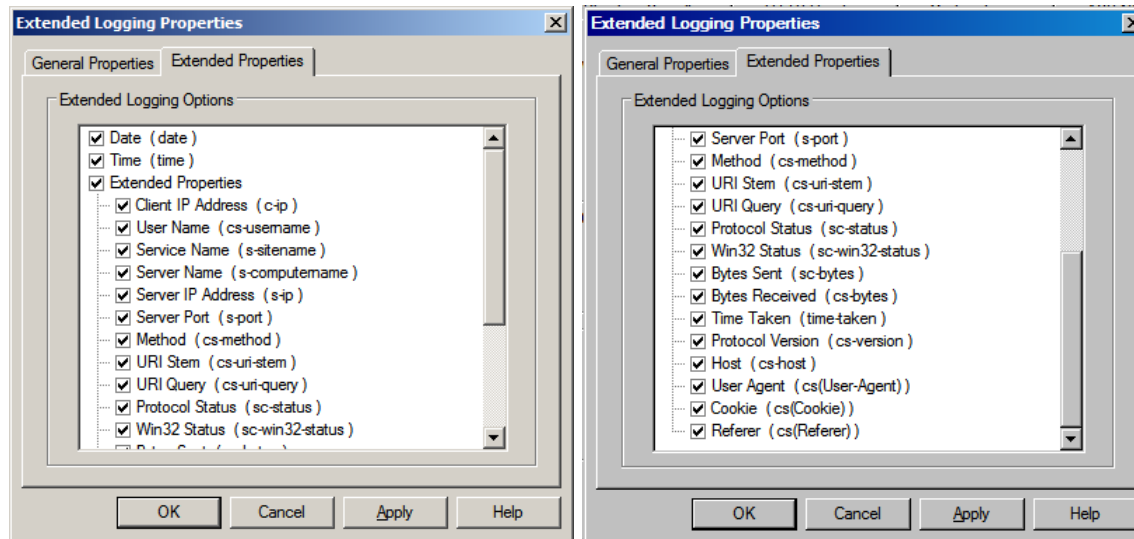 Extended Logging Properties
General Properties
Extended Properties
Extended Logging Options
Date ( date )
Time ( time )
Extended Properties
Client IP Address ( c-ip )
User Name ( cs-username )
Service Name ( s-sitename )
Server Name ( s-computername )
Server IP Address ( s-ip )
Server Port ( s-port )
Method ( cs-method )
URI Stem ( cs-uri-stem )
URI Query ( cs-uri-query )
Protocol Status ( sc-status )
Win32 Status ( sc-win32-status )
OK
Cancel
Apply
Help
Extended Logging Properties
General Properties
Extended Properties
Extended Logging Options
Server Port ( s-port )
Method ( cs-method )
URI Stem ( cs-uri-stem )
URI Query ( cs-uri-query )
Protocol Status ( sc-status )
Win32 Status ( sc-win32-status )
Bytes Sent ( sc-bytes )
Bytes Received ( cs-bytes )
Time Taken ( time-taken )
Protocol Version ( cs-version )
Host ( cs-host )
User Agent ( cs(User-Agent) )
Cookie ( cs(Cookie) )
Referer ( cs(Referer) )
OK
Cancel
Apply
Help